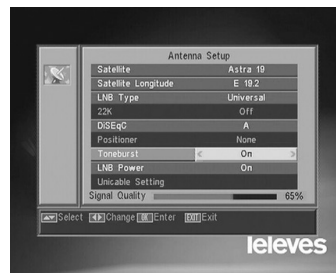 Antenna Setup
Satellite Astra 19
Satellite Longitude E 19.2
LNB Type Universal
22K Off
DiSEqC A
Positioner None
Toneburst On
LNB Power On
Unicable Setting
Signal Quality 65%
Select Change OK Enter EXIT Exit
leleves